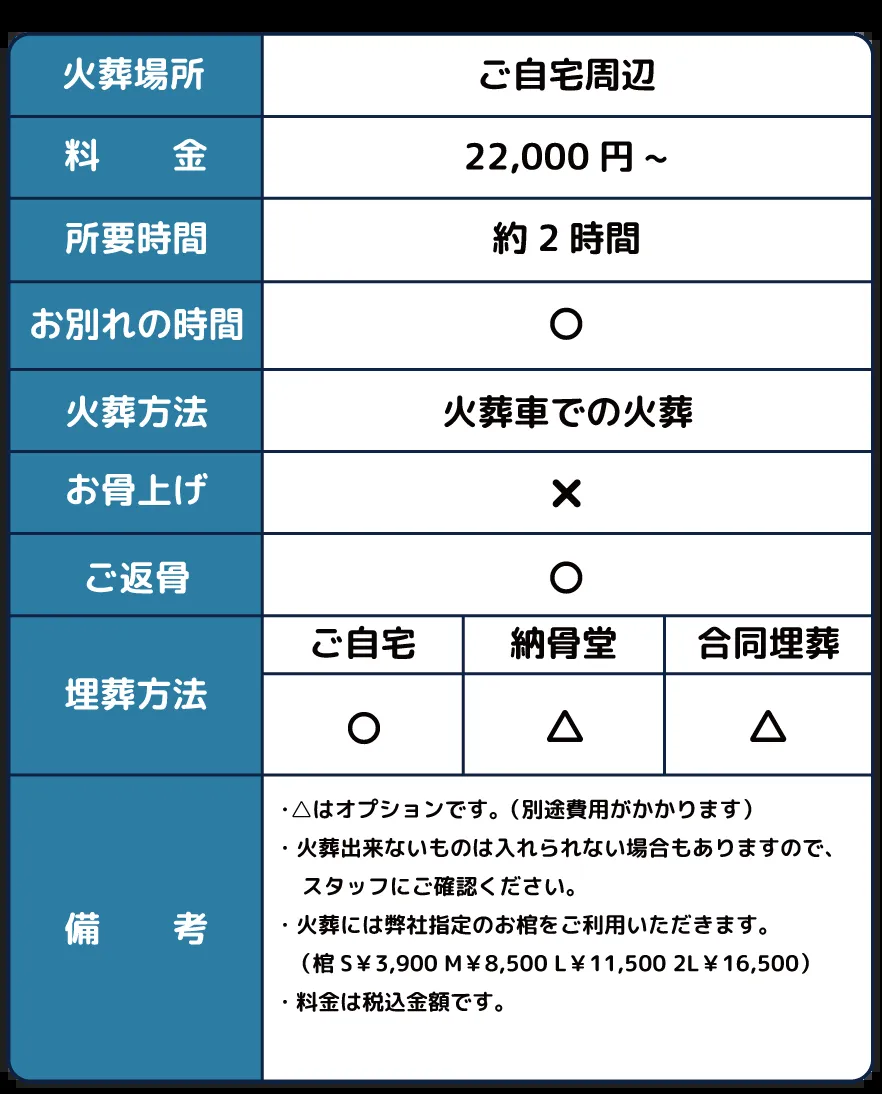 火葬場所 ご自宅周辺
料 金 22,000 円 ~
所要時間 約 2 時間
お別れの時間 ○
火葬方法 火葬車での火葬
お骨上げ ×
ご返骨 ○
埋葬方法 ご自宅 納骨堂 合同埋葬
○ △ △
備 考
・△はオプションです。（別途費用がかかります）
・火葬出来ないものは入れられない場合もありますので、
スタッフにご確認ください。
・火葬には弊社指定のお棺をご利用いただきます。
（棺 S￥3,900 M￥8,500 L￥11,500 2L￥16,500）
・料金は税込金額です。